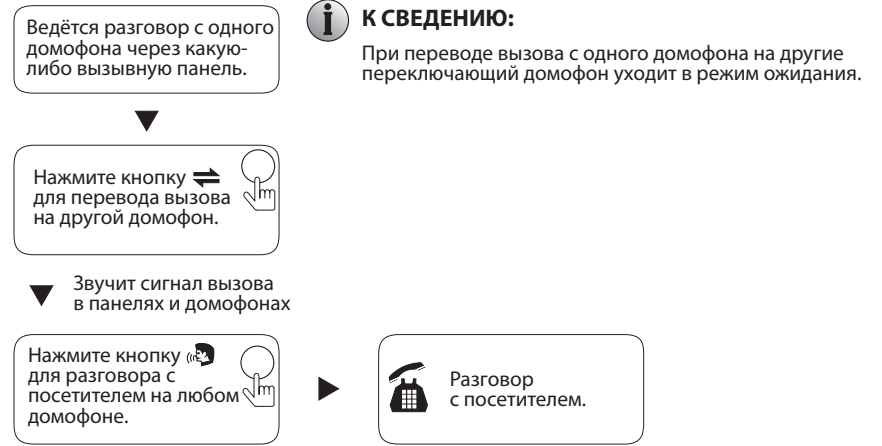 Ведётся разговор с одного
домофона через какую-
либо вызывную панель.
К СВЕДЕНИЮ:
При переводе вызова с одного домофона на другие
переключающий домофон уходит в режим ожидания.
Нажмите кнопку
для перевода вызова
на другой домофон.
Звучит сигнал вызова
в панелях и домофонах
Нажмите кнопку
для разговора с
посетителем на любом
домофоне.
Разговор
с посетителем.